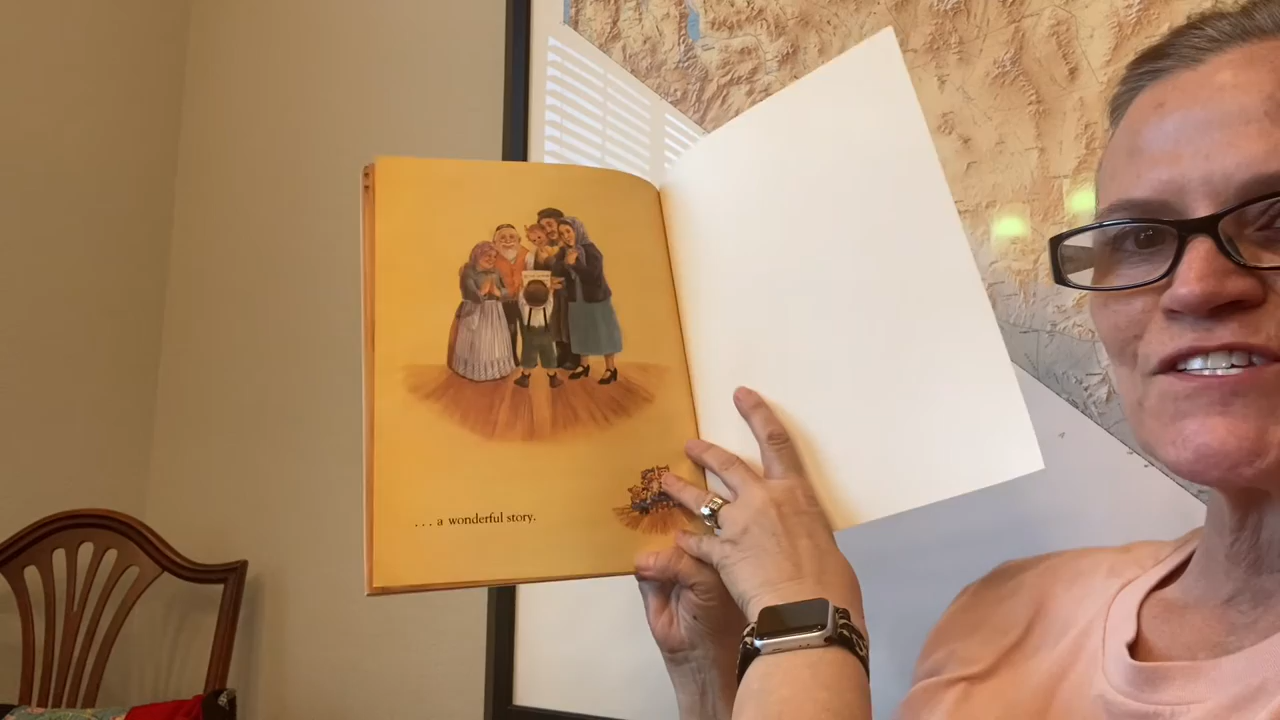 . . . a wonderful story.